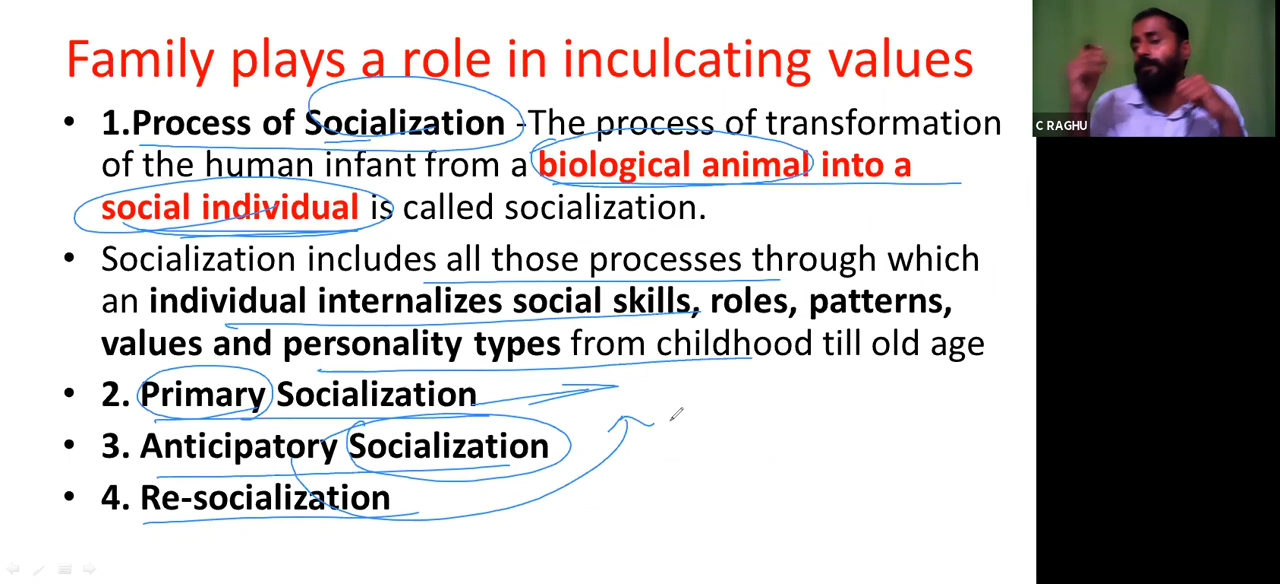 Family plays a role in inculcating values
• 1.Process of Socialization -The process of transformation
of the human infant from a biological animal into a
social individual is called socialization.
• Socialization includes all those processes through which
an individual internalizes social skills, roles, patterns,
values and personality types from childhood till old age
• 2. Primary Socialization
• 3. Anticipatory Socialization
• 4. Re-socialization
C RAGHU